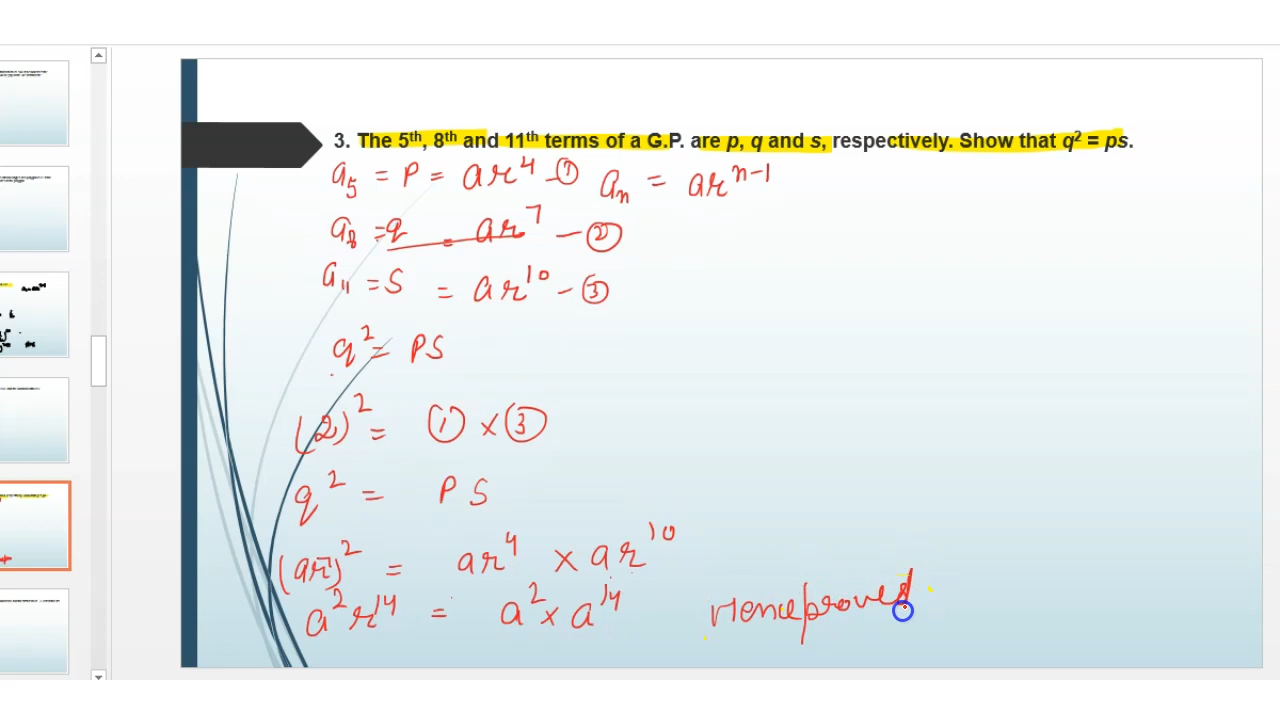 3. The 5th, 8th and 11th terms of a G.P. are p, q and s, respectively. Show that q² = ps.
a₅ = P = ar⁴ –① aₙ = arⁿ⁻¹
a₈ = q = ar⁷ –②
a₁₁ = S = ar¹⁰ –③
q² = PS
(2)² = ① × ③
q² = PS
(ar⁷)² = ar⁴ × ar¹⁰
a²r¹⁴ = a² × a¹⁴ Hence proved